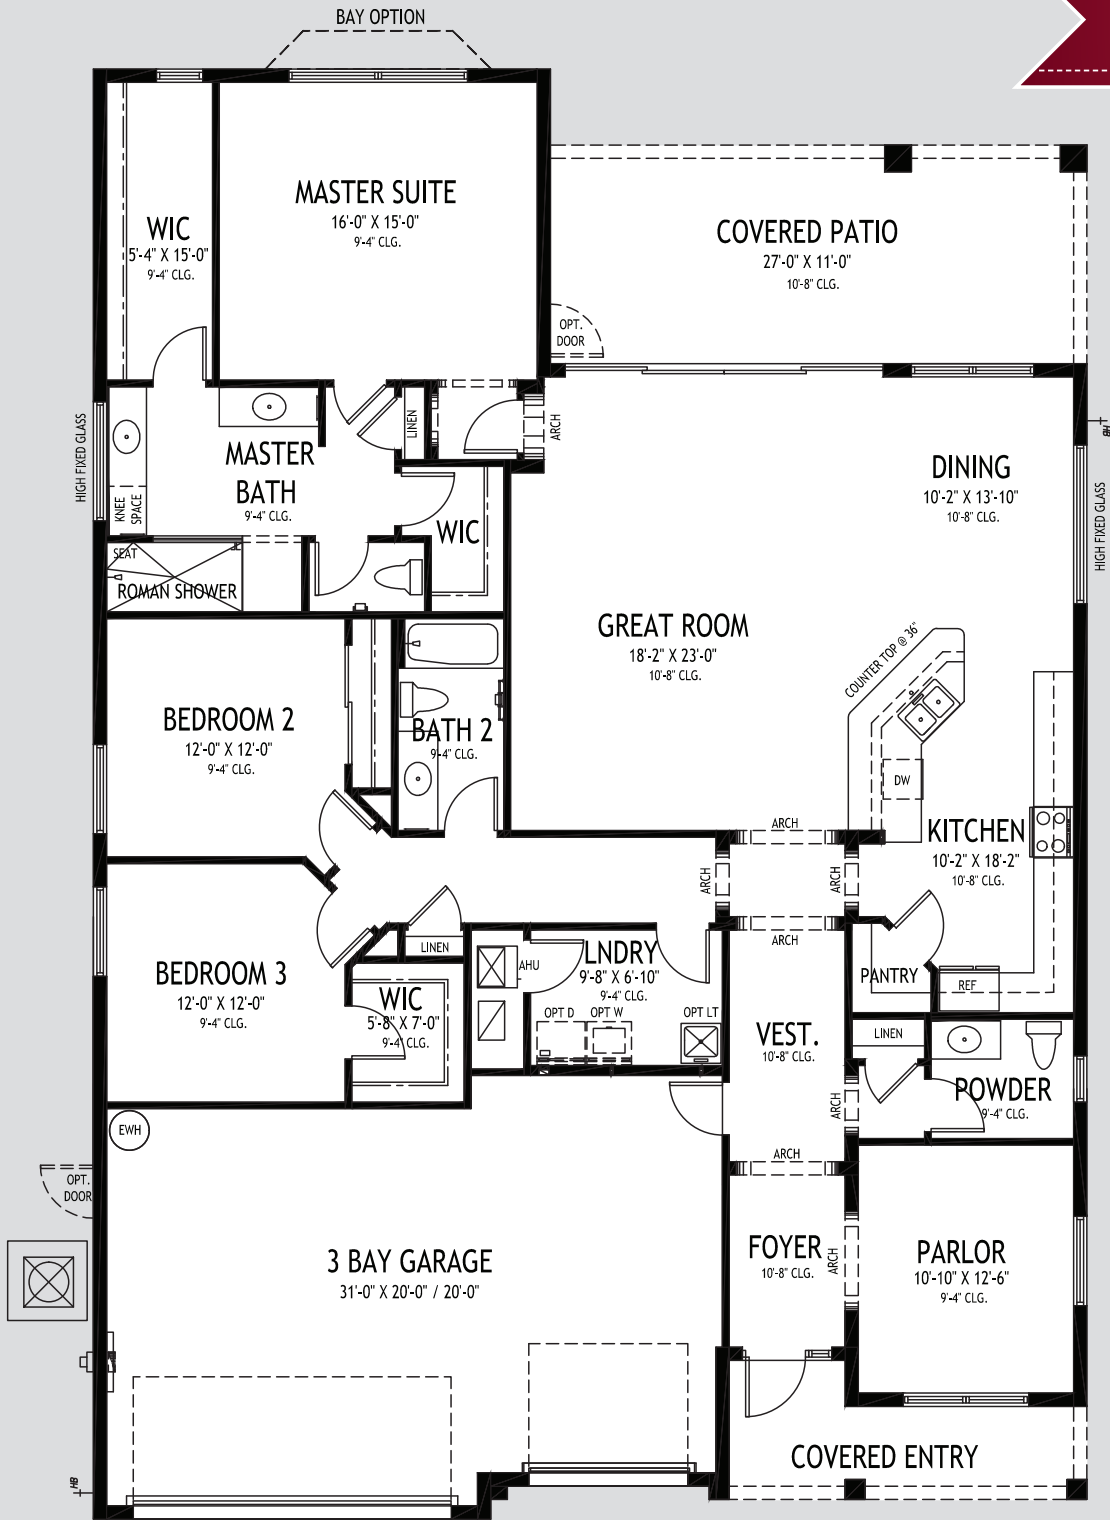 BAY OPTION
MASTER SUITE
16'-0" X 15'-0"
9'-4" CLG.
WIC
5'-4" X 15'-0"
9'-4" CLG.
COVERED PATIO
27'-0" X 11'-0"
10'-8" CLG.
OPT.
DOOR
HIGH FIXED GLASS
MASTER
BATH
9'-4" CLG.
KNEE
SPACE
LINEN
ARCH
WIC
SEAT
ROMAN SHOWER
DINING
10'-2" X 13'-10"
10'-8" CLG.
HB
HIGH FIXED GLASS
GREAT ROOM
18'-2" X 23'-0"
10'-8" CLG.
COUNTER TOP @ 36"
BEDROOM 2
12'-0" X 12'-0"
9'-4" CLG.
BATH 2
9'-4" CLG.
DW
KITCHEN
10'-2" X 18'-2"
10'-8" CLG.
ARCH
ARCH
ARCH
ARCH
BEDROOM 3
12'-0" X 12'-0"
9'-4" CLG.
LINEN
WIC
5'-8" X 7'-0"
9'-4" CLG.
AHU
LNDRY
9'-8" X 6'-10"
9'-4" CLG.
OPT D
OPT W
OPT LT
PANTRY
REF
VEST.
10'-8" CLG.
LINEN
POWDER
9'-4" CLG.
ARCH
ARCH
EWH
OPT.
DOOR
3 BAY GARAGE
31'-0" X 20'-0" / 20'-0"
FOYER
10'-8" CLG.
ARCH
PARLOR
10'-10" X 12'-6"
9'-4" CLG.
COVERED ENTRY
HB